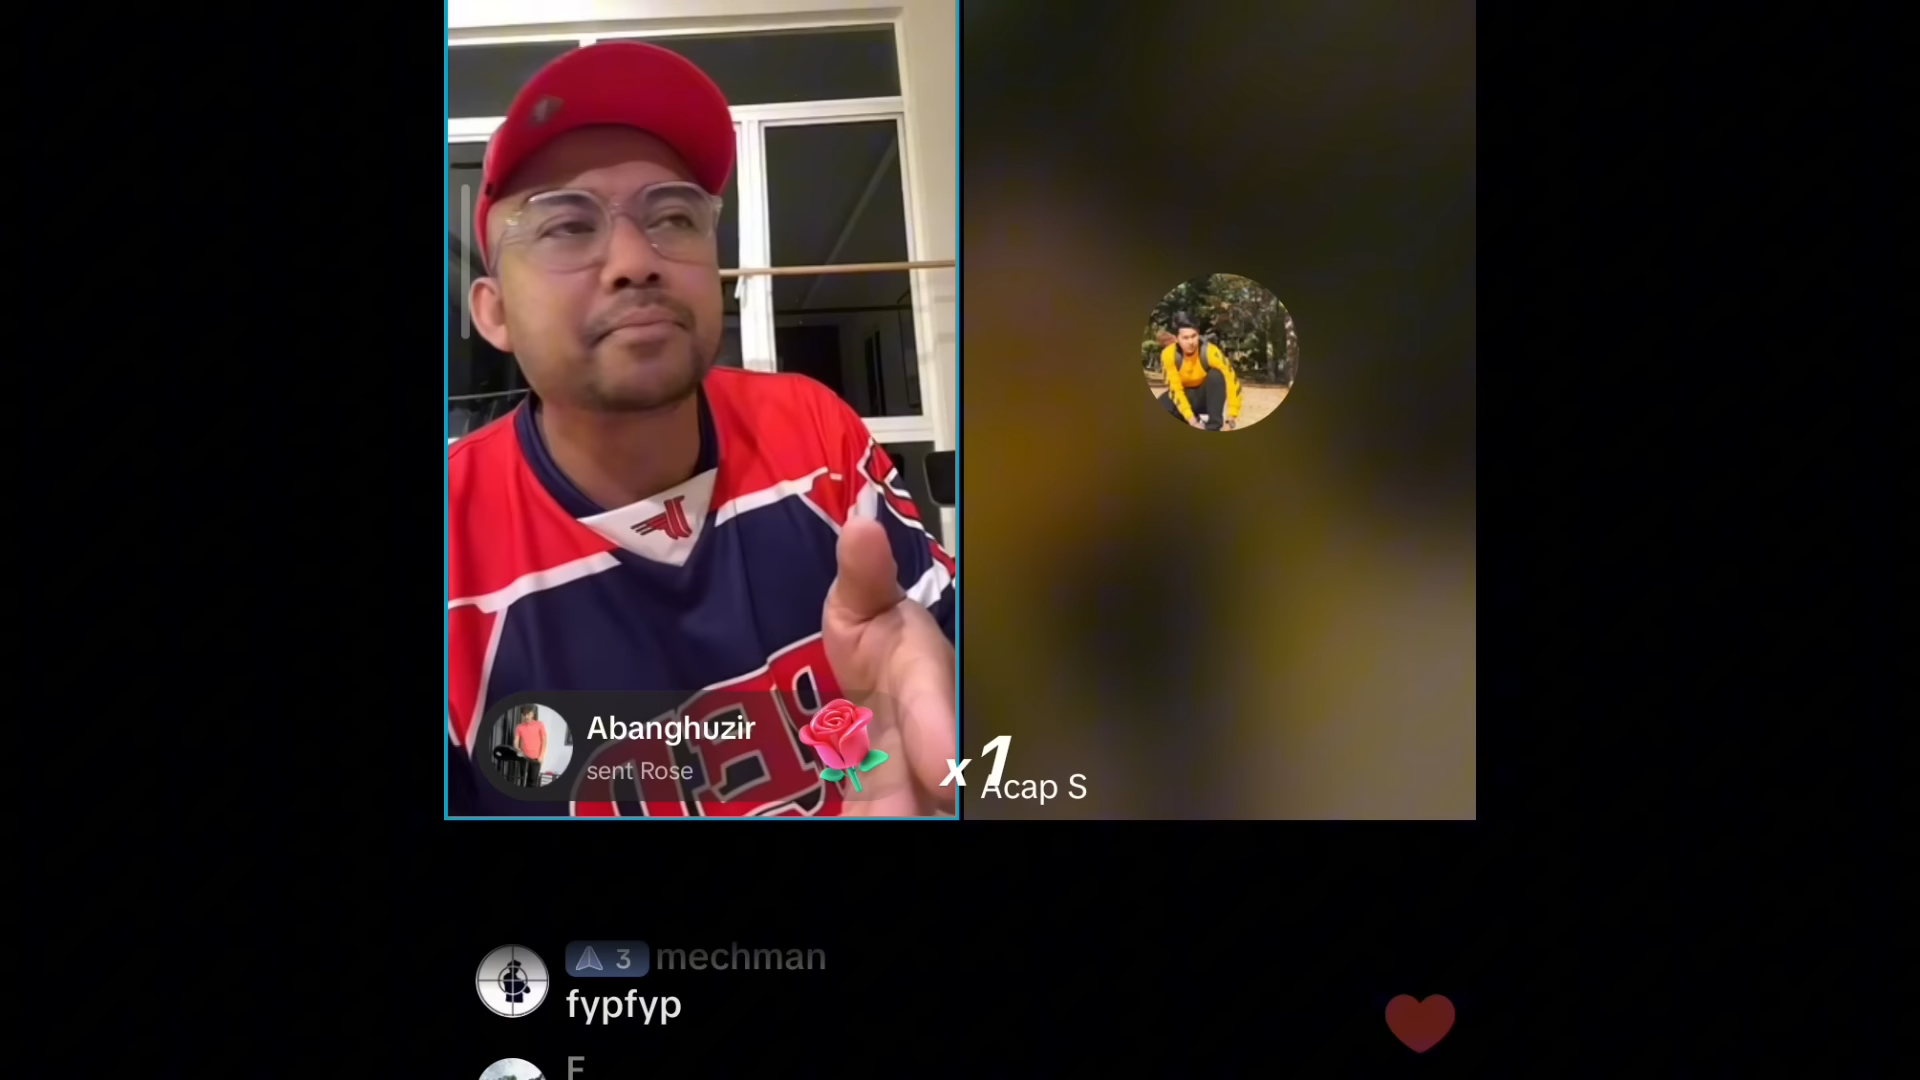 Abanghuzir
sent Rose
x1
Acap S
3 mechman
fypfyp
F